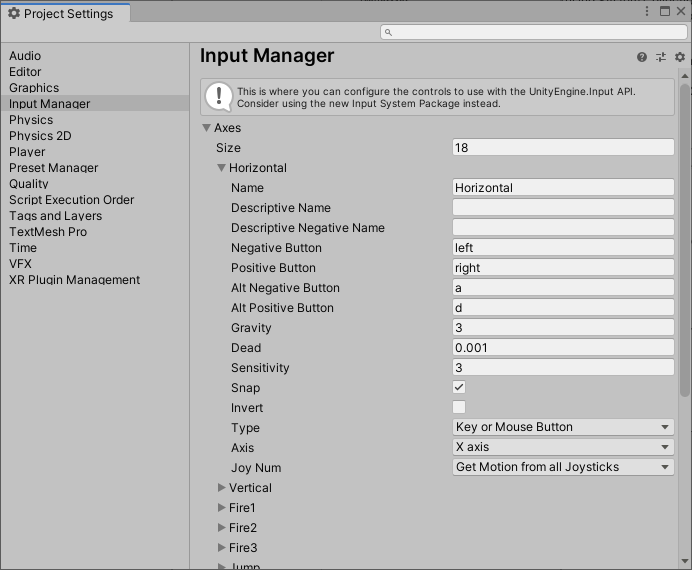 Project Settings
Audio
Editor
Graphics
Input Manager
Physics
Physics 2D
Player
Preset Manager
Quality
Script Execution Order
Tags and Layers
TextMesh Pro
Time
VFX
XR Plugin Management
Input Manager
This is where you can configure the controls to use with the UnityEngine.Input API.
Consider using the new Input System Package instead.
Axes
Size 18
Horizontal
Name Horizontal
Descriptive Name
Descriptive Negative Name
Negative Button left
Positive Button right
Alt Negative Button a
Alt Positive Button d
Gravity 3
Dead 0.001
Sensitivity 3
Snap
Invert
Type Key or Mouse Button
Axis X axis
Joy Num Get Motion from all Joysticks
Vertical
Fire1
Fire2
Fire3
Jump